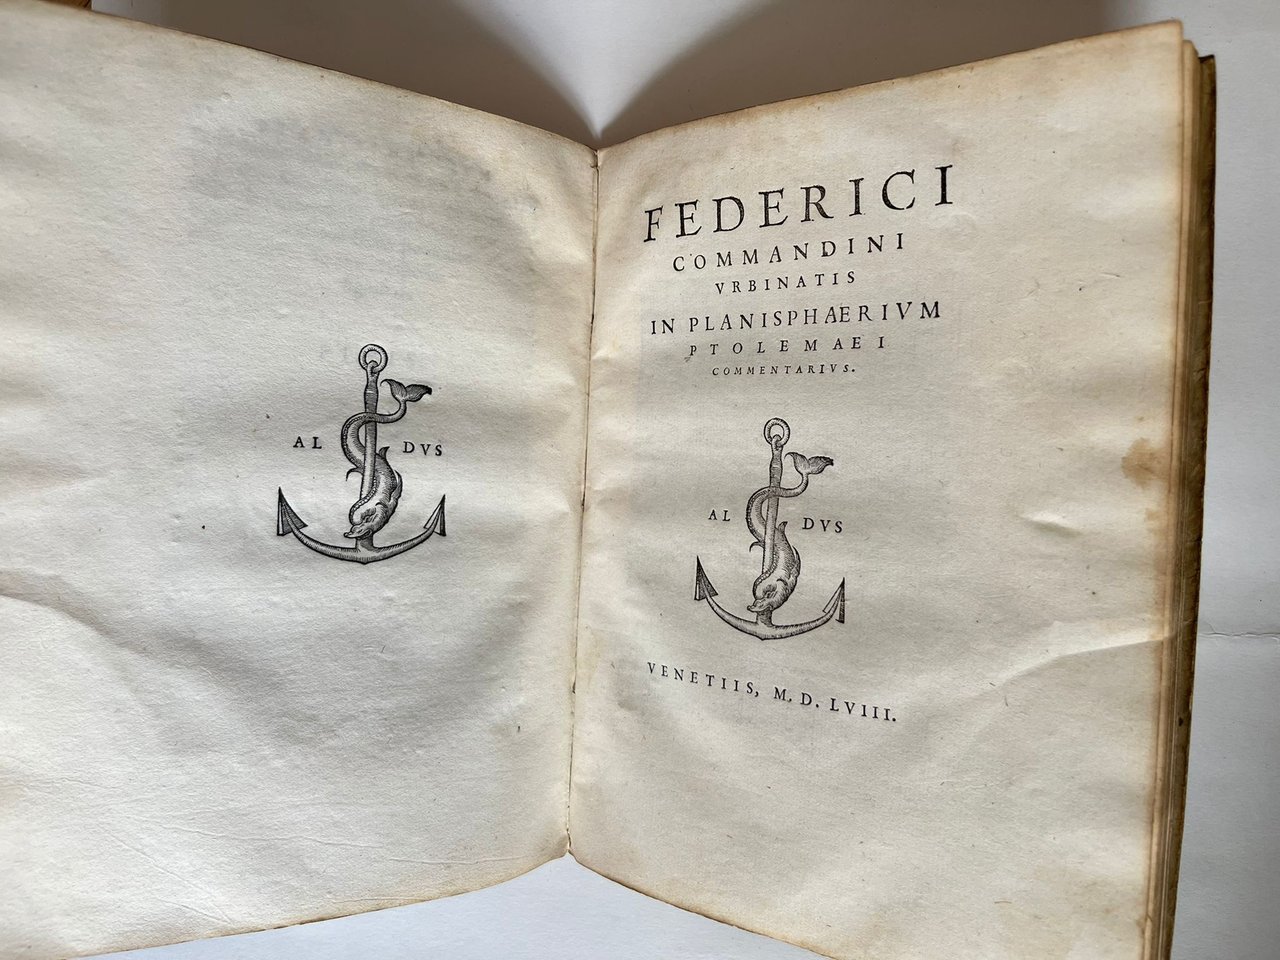 AL DVS
FEDERICI
COMMANDINI
VRBINATIS
IN PLANISPHAERIVM
PTOLEMAEI
COMMENTARIVS.
AL DVS
VENETIIS, M. D. LVIII.